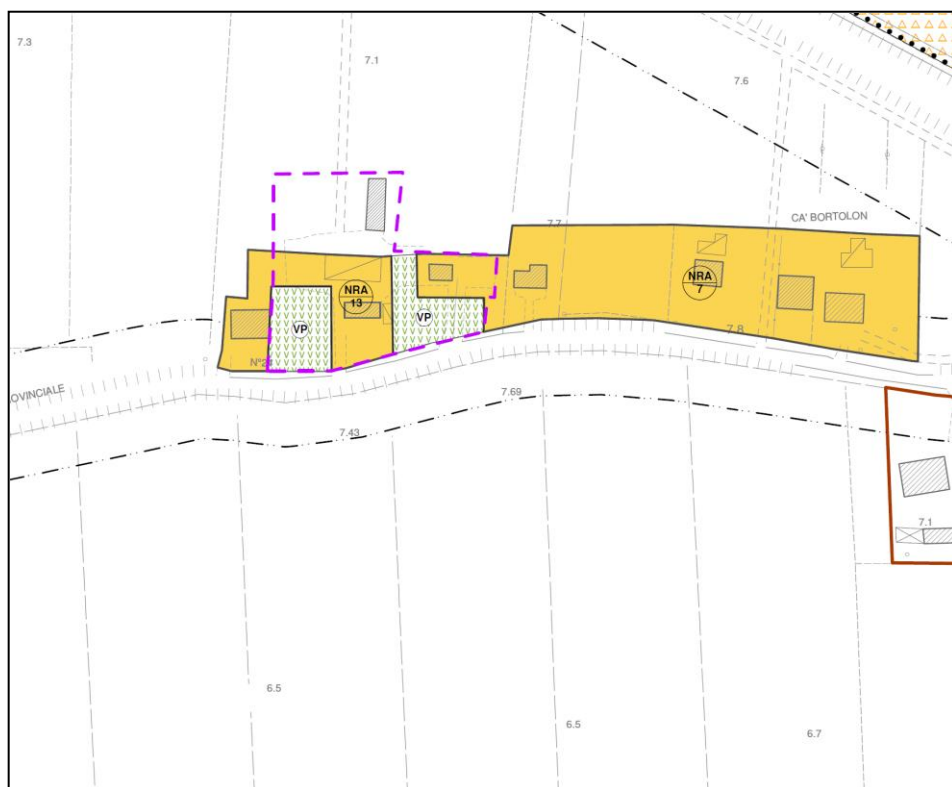 7.3
7.1
7.6
CA' BORTOLON
7.7
NRA
7
NRA
13
VP
VP
7.8
N°24
OVINCIALE
7.69
7.43
7.1
6.5
6.5
6.7